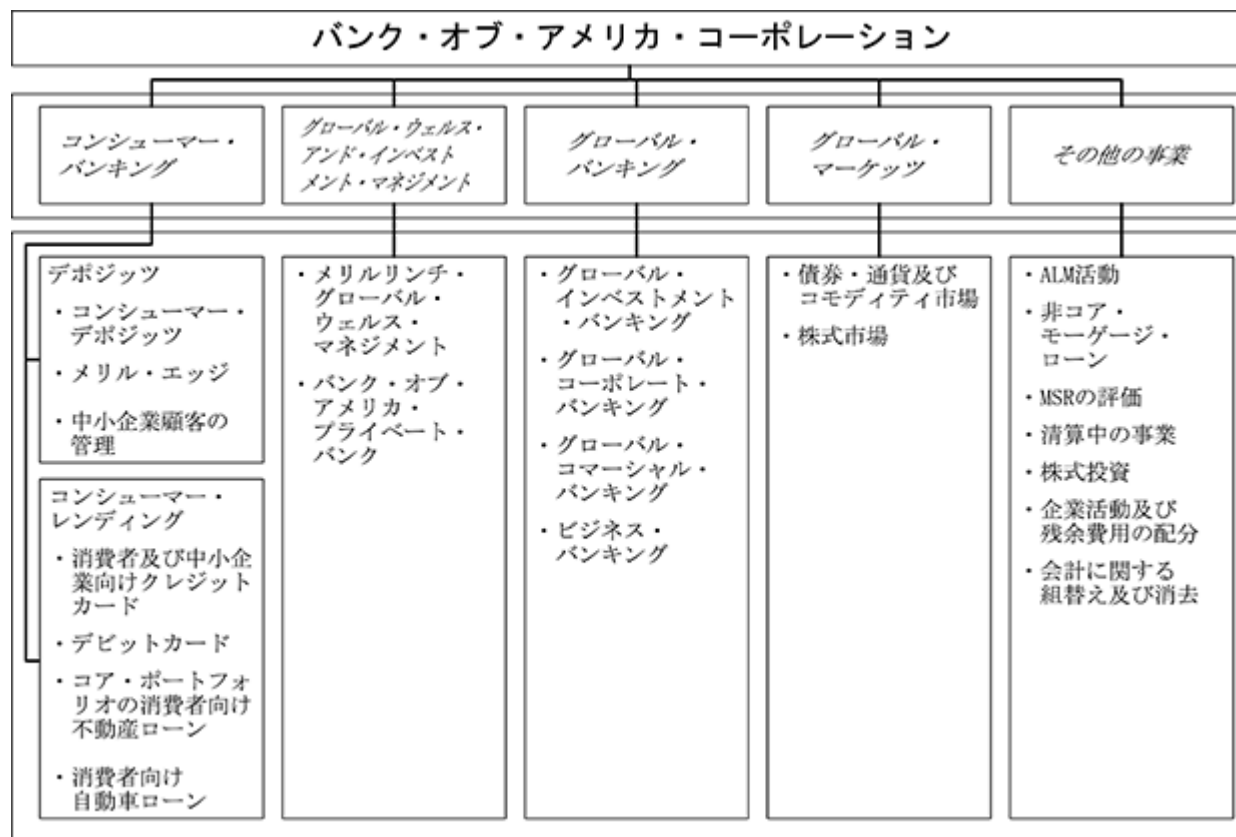 バンク・オブ・アメリカ・コーポレーション
コンシューマー・
バンキング
グローバル・ウェルス・
アンド・インベスト
メント・マネジメント
グローバル・
バンキング
グローバル・
マーケッツ
その他の事業
デポジッツ
・コンシューマー・
デポジッツ
・メリル・エッジ
・中小企業顧客の
管理
コンシューマー・
レンディング
・消費者及び中小企
業向けクレジット
カード
・デビットカード
・コア・ポートフォ
リオの消費者向け
不動産ローン
・消費者向け
自動車ローン
・メリルリンチ・
グローバル・
ウェルス・
マネジメント
・バンク・オブ・
アメリカ・
プライベート・
バンク
・グローバル・
インベストメント
・バンキング
・グローバル・
コーポレート・
バンキング
・グローバル・
コマーシャル・
バンキング
・ビジネス・
バンキング
・債券・通貨及び
コモディティ市場
・株式市場
・ALM活動
・非コア・
モーゲージ・
ローン
・MSRの評価
・清算中の事業
・株式投資
・企業活動及び
残余費用の配分
・会計に関する
組替え及び消去